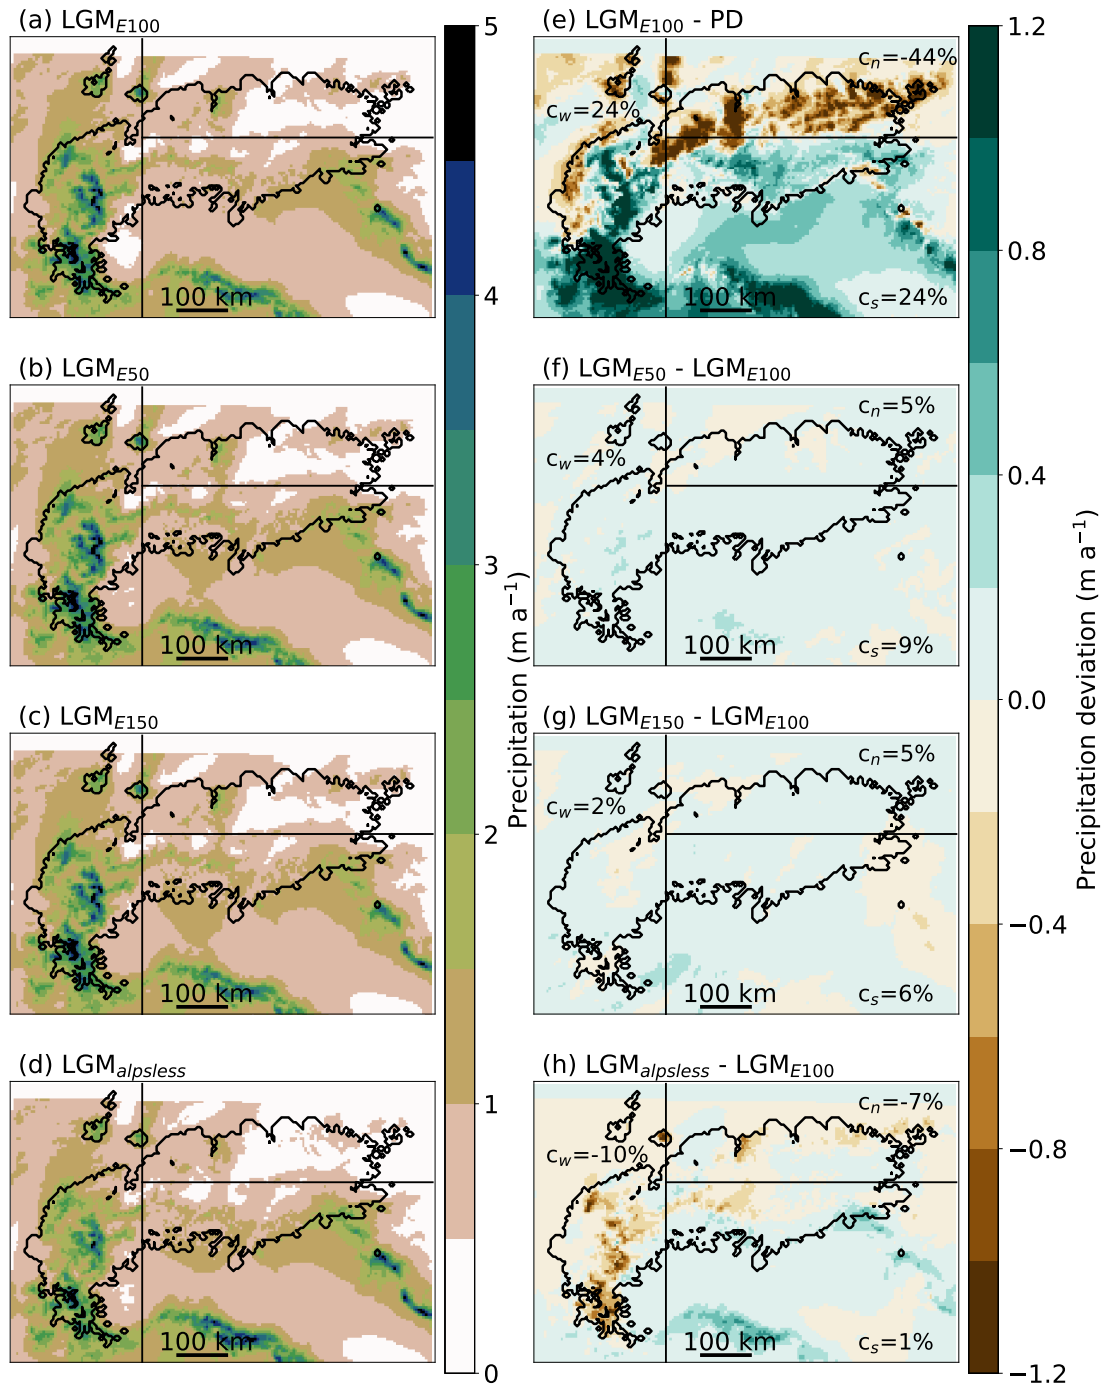 (a) LGM_E100
100 km
(b) LGM_E50
100 km
(c) LGM_E150
100 km
(d) LGM_alpsless
100 km
5
4
3
2
1
0
Precipitation (m a⁻¹)
(e) LGM_E100 - PD
c_n=-44%
c_w=24%
100 km
c_s=24%
(f) LGM_E50 - LGM_E100
c_n=5%
c_w=4%
100 km
c_s=9%
(g) LGM_E150 - LGM_E100
c_n=5%
c_w=2%
100 km
c_s=6%
(h) LGM_alpsless - LGM_E100
c_n=-7%
c_w=-10%
100 km
c_s=1%
1.2
0.8
0.4
0.0
−0.4
−0.8
−1.2
Precipitation deviation (m a⁻¹)